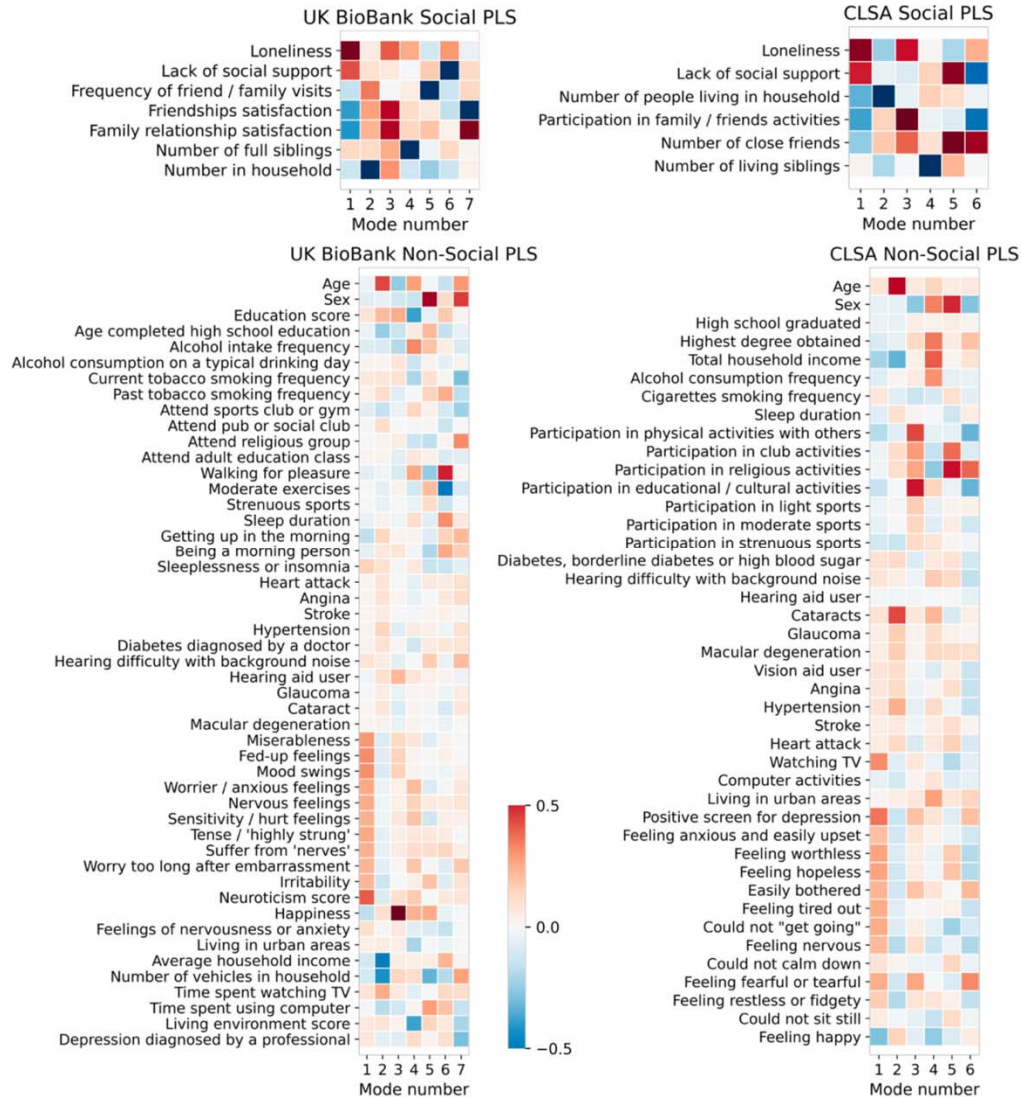 UK BioBank Social PLS
Loneliness
Lack of social support
Frequency of friend / family visits
Friendships satisfaction
Family relationship satisfaction
Number of full siblings
Number in household
1 2 3 4 5 6 7
Mode number
CLSA Social PLS
Loneliness
Lack of social support
Number of people living in household
Participation in family / friends activities
Number of close friends
Number of living siblings
1 2 3 4 5 6
Mode number
UK BioBank Non-Social PLS
Age
Sex
Education score
Age completed high school education
Alcohol intake frequency
Alcohol consumption on a typical drinking day
Current tobacco smoking frequency
Past tobacco smoking frequency
Attend sports club or gym
Attend pub or social club
Attend religious group
Attend adult education class
Walking for pleasure
Moderate exercises
Strenuous sports
Sleep duration
Getting up in the morning
Being a morning person
Sleeplessness or insomnia
Heart attack
Angina
Stroke
Hypertension
Diabetes diagnosed by a doctor
Hearing difficulty with background noise
Hearing aid user
Glaucoma
Cataract
Macular degeneration
Miserableness
Fed-up feelings
Mood swings
Worrier / anxious feelings
Nervous feelings
Sensitivity / hurt feelings
Tense / 'highly strung'
Suffer from 'nerves'
Worry too long after embarrassment
Irritability
Neuroticism score
Happiness
Feelings of nervousness or anxiety
Living in urban areas
Average household income
Number of vehicles in household
Time spent watching TV
Time spent using computer
Living environment score
Depression diagnosed by a professional
1 2 3 4 5 6 7
Mode number
0.5
0.0
−0.5
CLSA Non-Social PLS
Age
Sex
High school graduated
Highest degree obtained
Total household income
Alcohol consumption frequency
Cigarettes smoking frequency
Sleep duration
Participation in physical activities with others
Participation in club activities
Participation in religious activities
Participation in educational / cultural activities
Participation in light sports
Participation in moderate sports
Participation in strenuous sports
Diabetes, borderline diabetes or high blood sugar
Hearing difficulty with background noise
Hearing aid user
Cataracts
Glaucoma
Macular degeneration
Vision aid user
Angina
Hypertension
Stroke
Heart attack
Watching TV
Computer activities
Living in urban areas
Positive screen for depression
Feeling anxious and easily upset
Feeling worthless
Feeling hopeless
Easily bothered
Feeling tired out
Could not "get going"
Feeling nervous
Could not calm down
Feeling fearful or tearful
Feeling restless or fidgety
Could not sit still
Feeling happy
1 2 3 4 5 6
Mode number